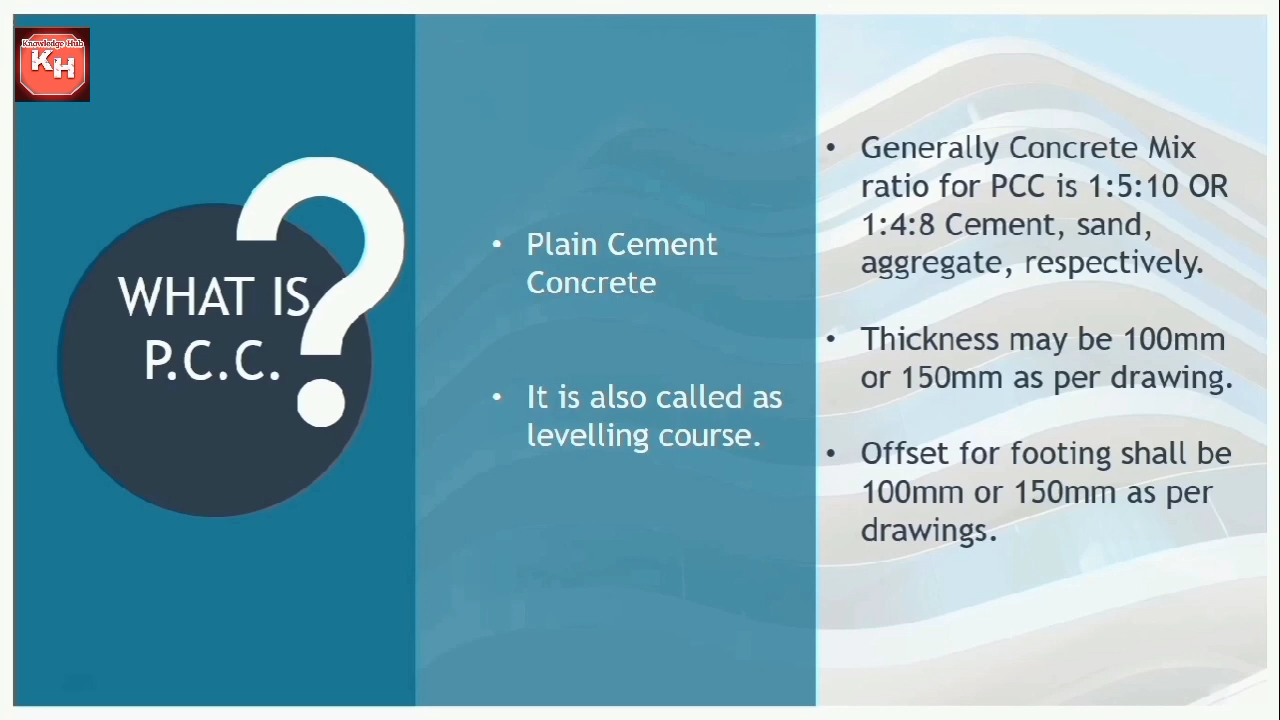 Knowledge Hub
KH
WHAT IS
P.C.C.
?
• Plain Cement
Concrete
• It is also called as
levelling course.
• Generally Concrete Mix
ratio for PCC is 1:5:10 OR
1:4:8 Cement, sand,
aggregate, respectively.
• Thickness may be 100mm
or 150mm as per drawing.
• Offset for footing shall be
100mm or 150mm as per
drawings.